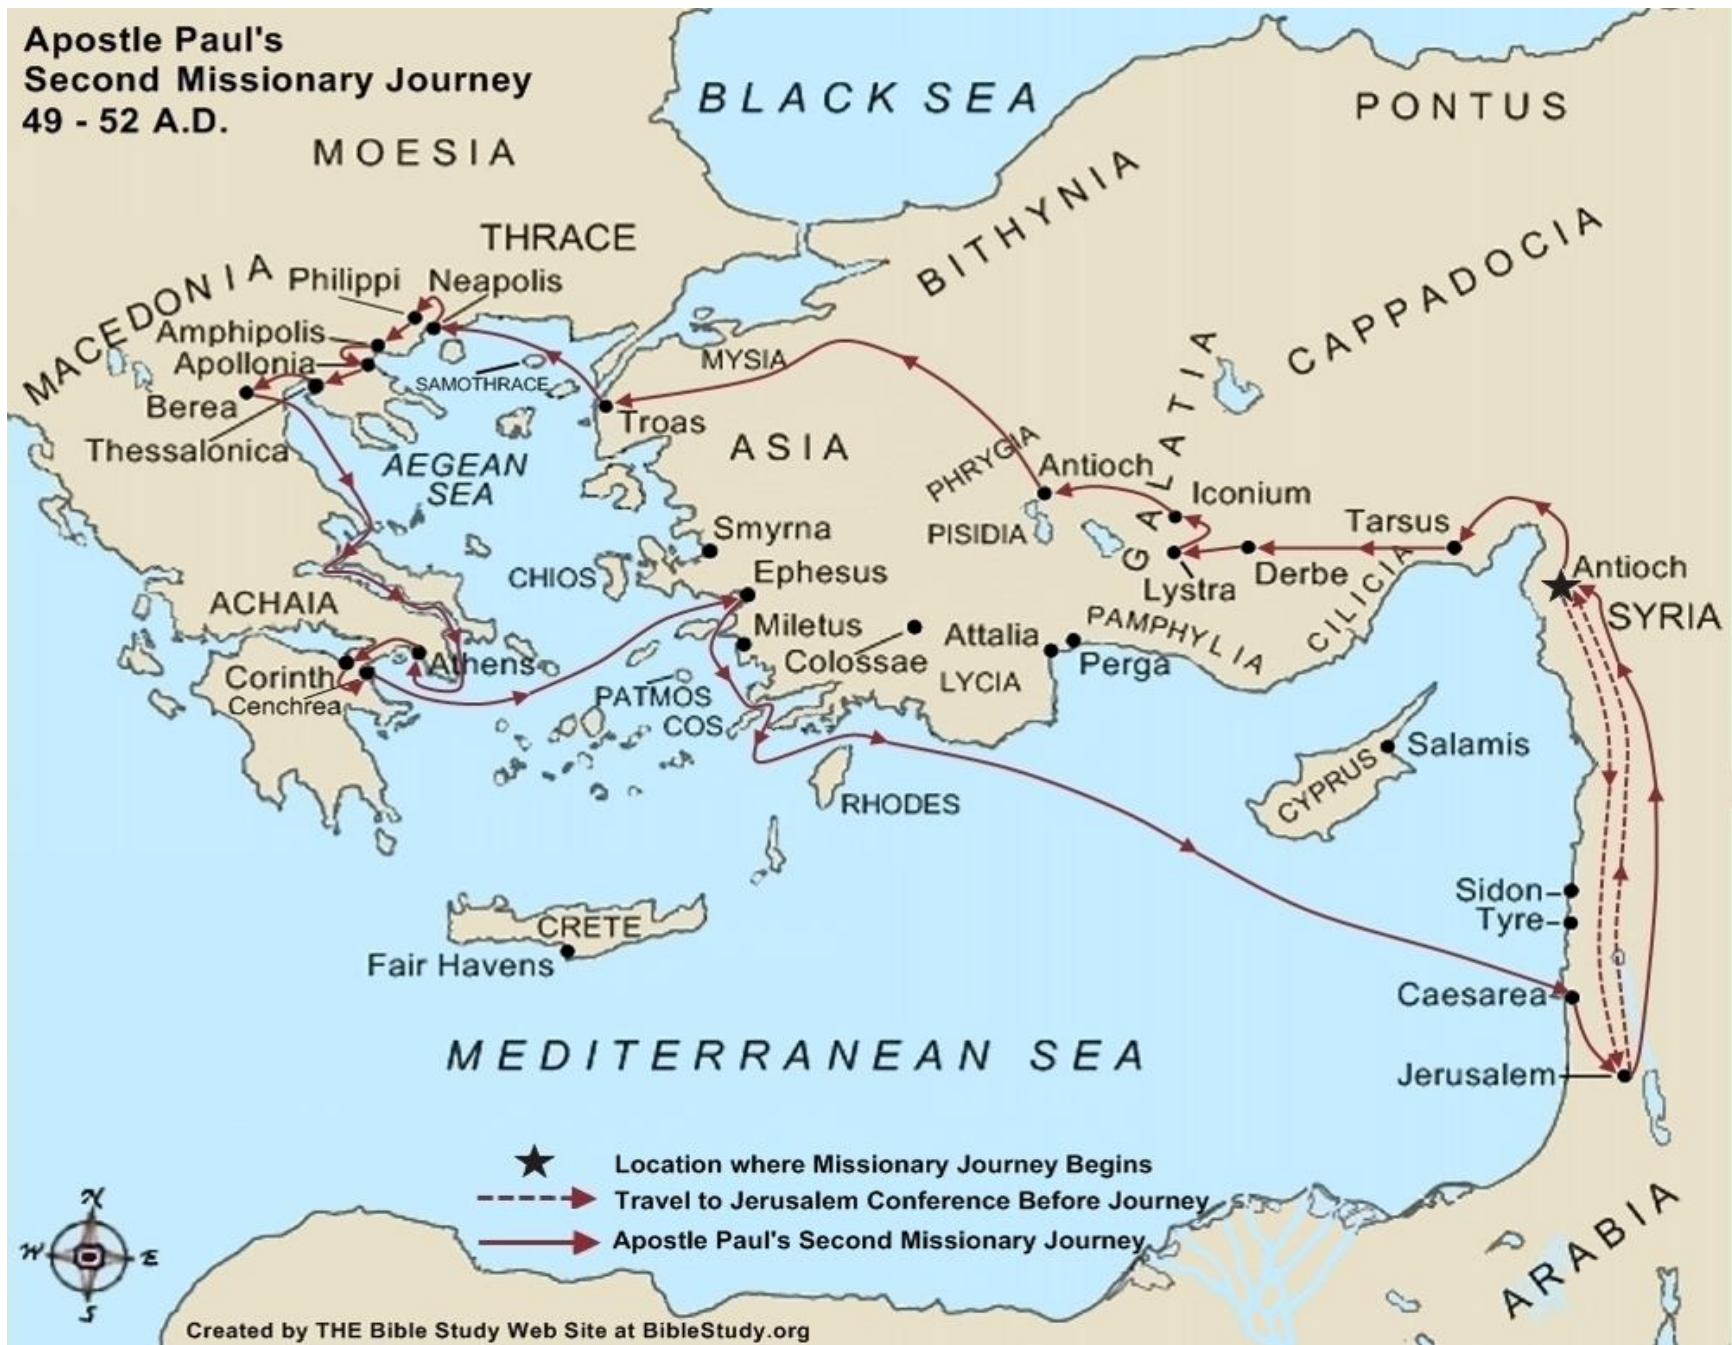 Apostle Paul's
Second Missionary Journey
49 - 52 A.D.
BLACK SEA
PONTUS
MOESIA
BITHYNIA
THRACE
CAPPADOCIA
MACEDONIA
Philippi
Neapolis
Amphipolis
Apollonia
MYSIA
SAMOTHRACE
Berea
Troas
GALATIA
Thessalonica
ASIA
AEGEAN
SEA
PHRYGIA
Antioch
Iconium
PISIDIA
Tarsus
Smyrna
CHIOS
Ephesus
Derbe
Antioch
Lystra
CILICIA
ACHAIA
SYRIA
Miletus
Attalia
PAMPHYLIA
Colossae
Perga
Athens
Corinth
Cenchrea
LYCIA
PATMOS
COS
Salamis
CYPRUS
RHODES
Sidon
Tyre
CRETE
Fair Havens
Caesarea
MEDITERRANEAN SEA
Jerusalem
Location where Missionary Journey Begins
Travel to Jerusalem Conference Before Journey
Apostle Paul's Second Missionary Journey
ARABIA
N
W
E
S
Created by THE Bible Study Web Site at BibleStudy.org